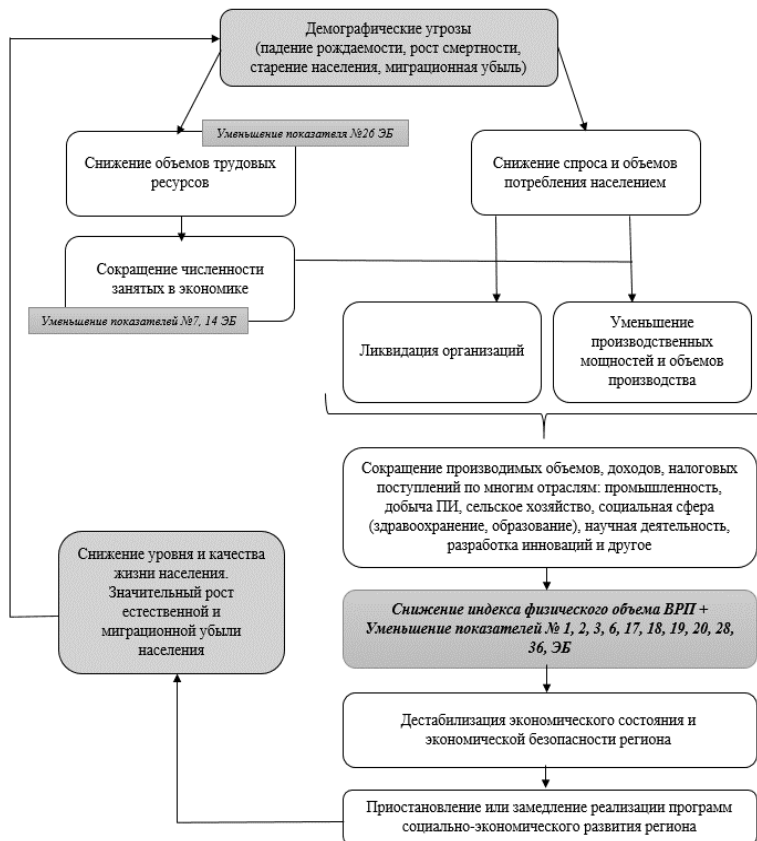 Демографические угрозы
(падение рождаемости, рост смертности,
старение населения, миграционная убыль)
Уменьшение показателя №26 ЭБ
Снижение объемов трудовых
ресурсов
Снижение спроса и объемов
потребления населением
Сокращение численности
занятых в экономике
Уменьшение показателей №7, 14 ЭБ
Ликвидация организаций
Уменьшение
производственных
мощностей и объемов
производства
Сокращение производимых объемов, доходов, налоговых
поступлений по многим отраслям: промышленность,
добыча ПИ, сельское хозяйство, социальная сфера
(здравоохранение, образование), научная деятельность,
разработка инноваций и другое
Снижение уровня и качества
жизни населения.
Значительный рост
естественной и
миграционной убыли
населения
Снижение индекса физического объема ВРП +
Уменьшение показателей № 1, 2, 3, 6, 17, 18, 19, 20, 28,
36, ЭБ
Дестабилизация экономического состояния и
экономической безопасности региона
Приостановление или замедление реализации программ
социально-экономического развития региона